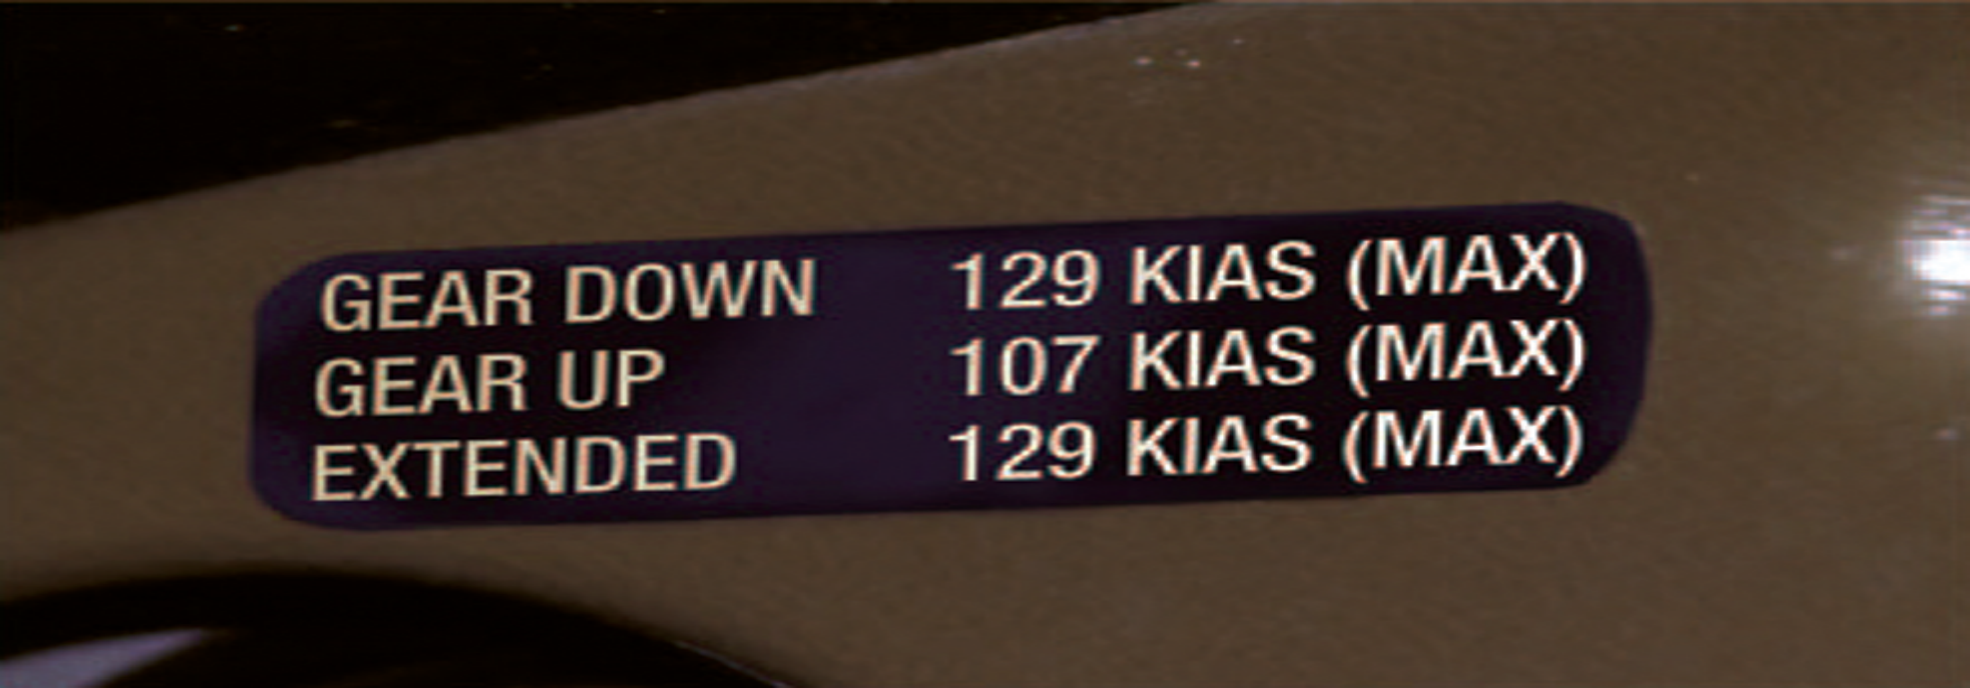 GEAR DOWN 129 KIAS (MAX)
GEAR UP 107 KIAS (MAX)
EXTENDED 129 KIAS (MAX)